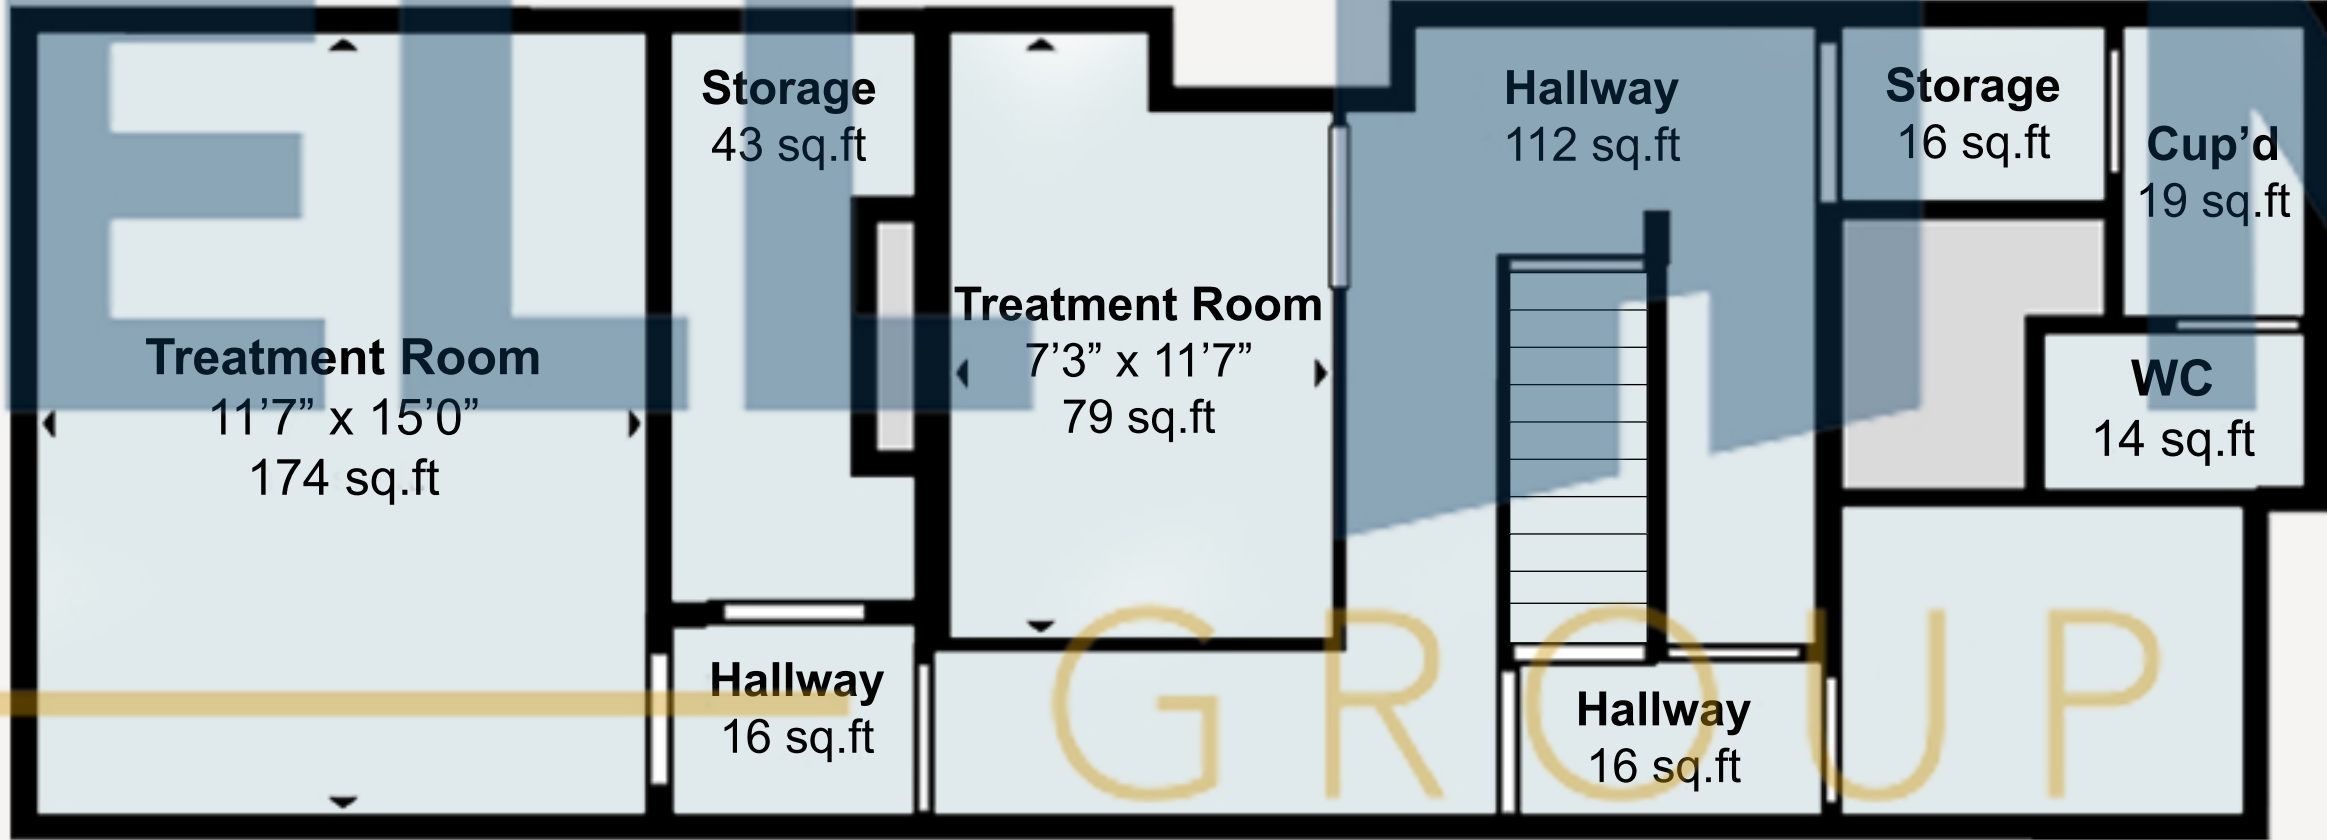 Storage
43 sq.ft
Hallway
112 sq.ft
Storage
16 sq.ft
Cup’d
19 sq.ft
Treatment Room
11’7” x 15’0”
174 sq.ft
Treatment Room
7’3” x 11’7”
79 sq.ft
WC
14 sq.ft
Hallway
16 sq.ft
Hallway
16 sq.ft
GROUP